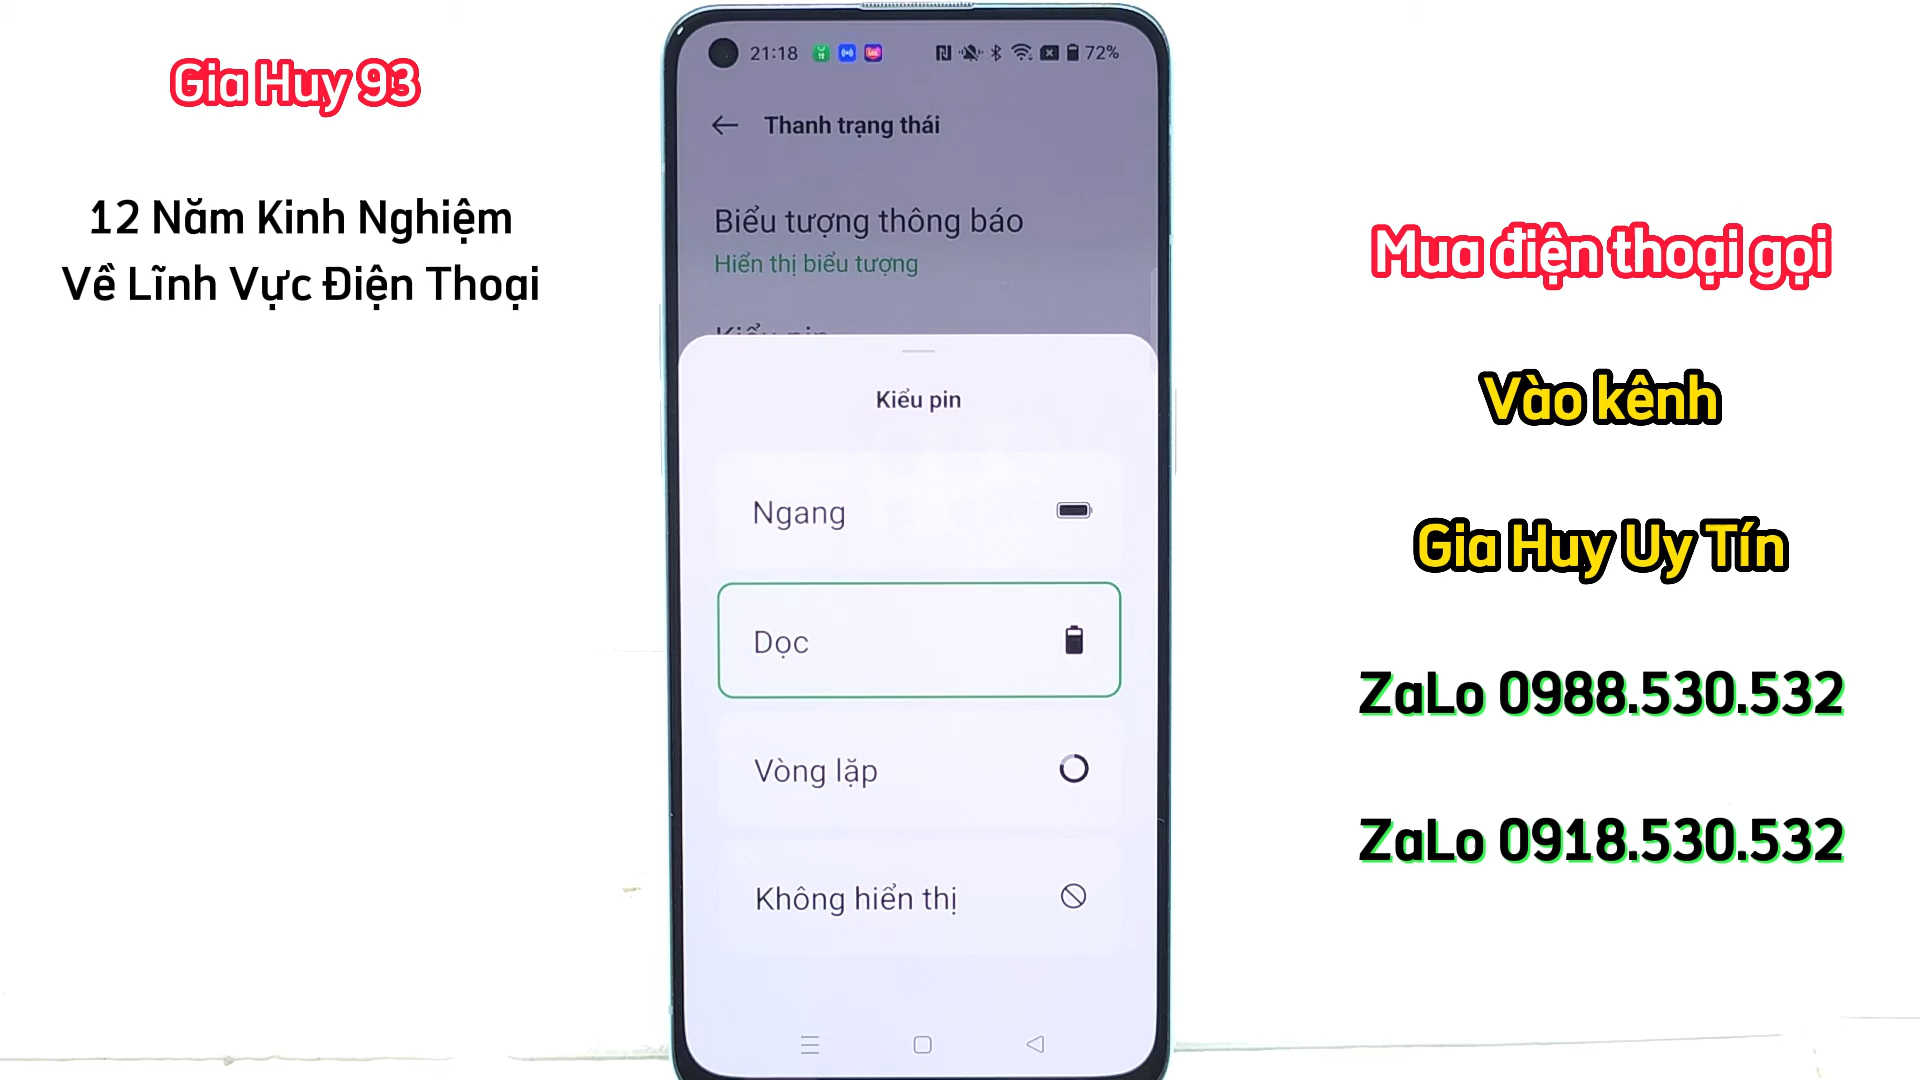 Gia Huy 93
12 Năm Kinh Nghiệm
Về Lĩnh Vực Điện Thoại
21:18
72%
Thanh trạng thái
Biểu tượng thông báo
Hiển thị biểu tượng
Kiểu pin
Kiểu pin
Ngang
Dọc
Vòng lặp
Không hiển thị
Mua điện thoại gọi
Vào kênh
Gia Huy Uy Tín
ZaLo 0988.530.532
ZaLo 0918.530.532